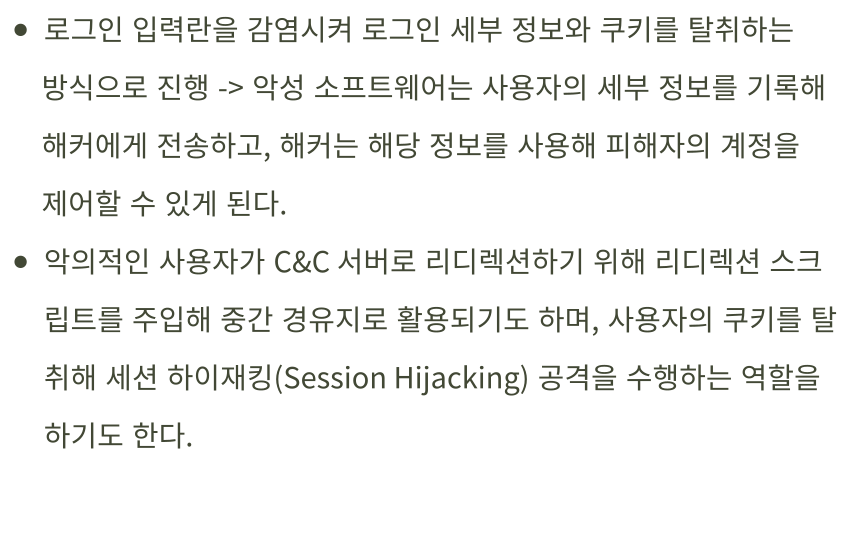 ● 로그인 입력란을 감염시켜 로그인 세부 정보와 쿠키를 탈취하는
방식으로 진행 -> 악성 소프트웨어는 사용자의 세부 정보를 기록해
해커에게 전송하고, 해커는 해당 정보를 사용해 피해자의 계정을
제어할 수 있게 된다.
● 악의적인 사용자가 C&C 서버로 리디렉션하기 위해 리디렉션 스크
립트를 주입해 중간 경유지로 활용되기도 하며, 사용자의 쿠키를 탈
취해 세션 하이재킹(Session Hijacking) 공격을 수행하는 역할을
하기도 한다.